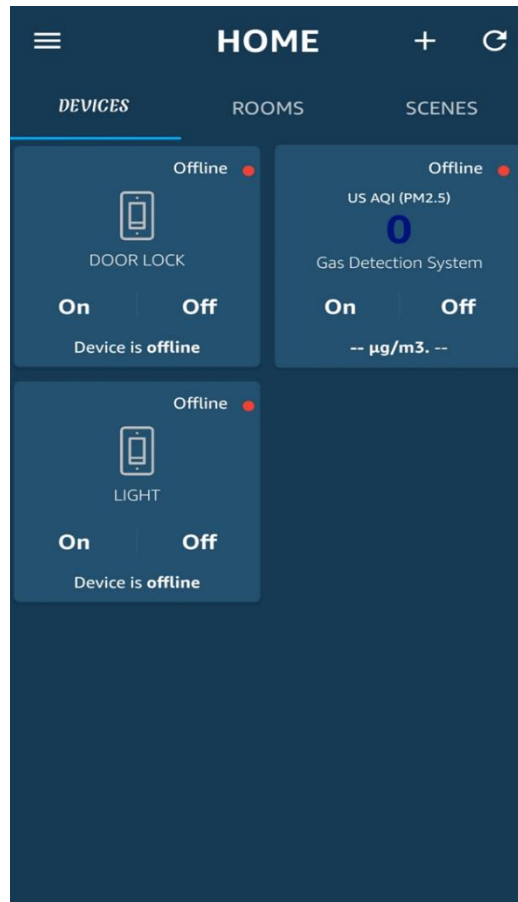 HOME
DEVICES ROOMS SCENES
Offline
DOOR LOCK
On Off
Device is offline
Offline
US AQI (PM2.5)
0
Gas Detection System
On Off
-- µg/m3. --
Offline
LIGHT
On Off
Device is offline